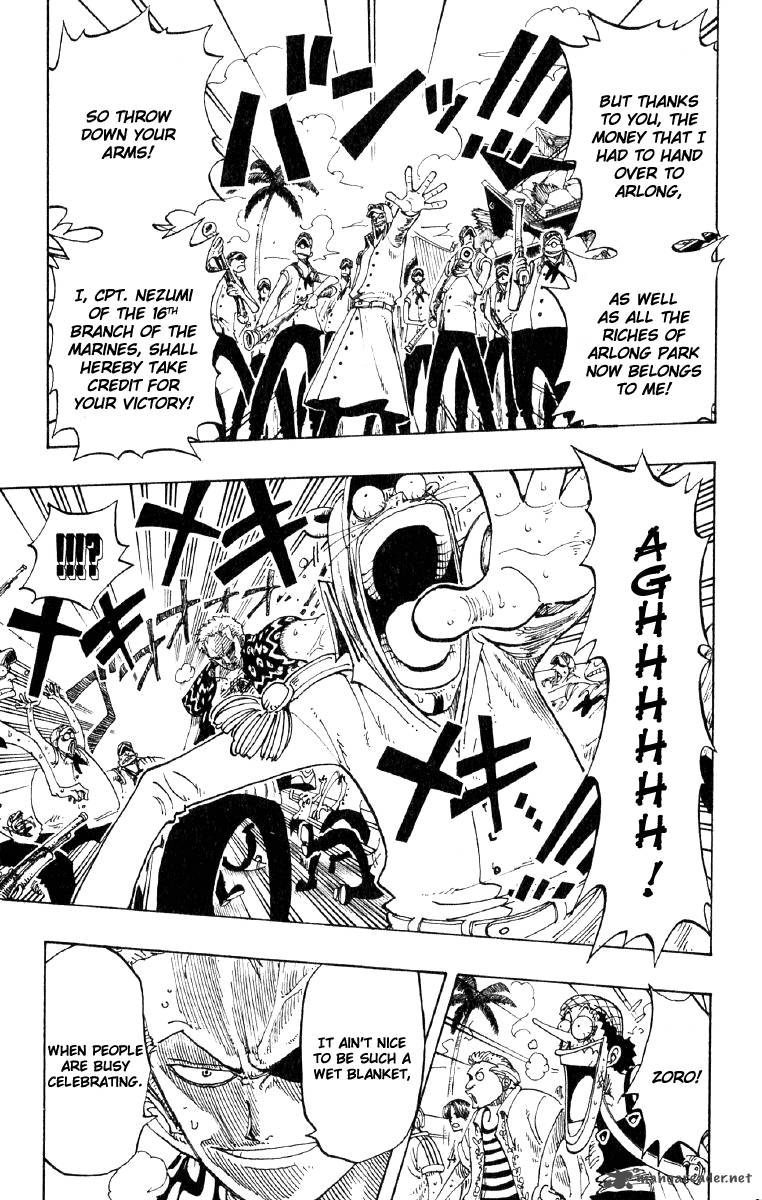 BUT THANKS
TO YOU, THE
MONEY THAT I
HAD TO HAND
OVER TO
ARLONG,
AS WELL
AS ALL THE
RICHES OF
ARLONG PARK
NOW BELONGS
TO ME!
バンッ!!!
SO THROW
DOWN YOUR
ARMS!
I, CPT. NEZUMI
OF THE 16TH
BRANCH OF THE
MARINES, SHALL
HEREBY TAKE
CREDIT FOR
YOUR VICTORY!
AGHHHHHHH!
メキ
メキ
メキ...!!
!!!?
ZORO!
IT AIN'T NICE
TO BE SUCH A
WET BLANKET,
WHEN PEOPLE
ARE BUSY
CELEBRATING.
mangareader.net